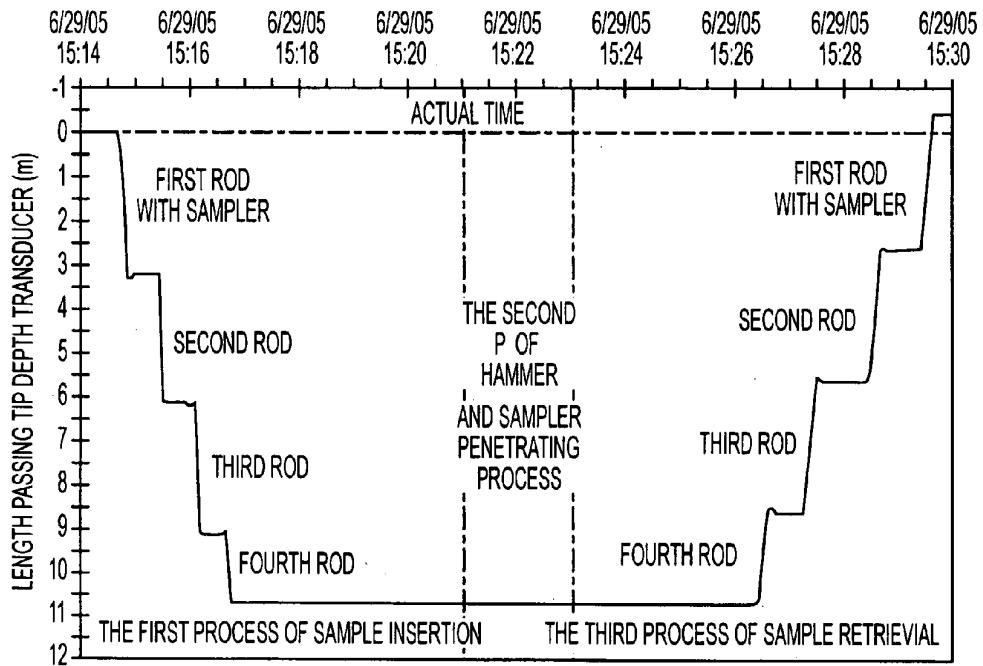 6/29/05 6/29/05 6/29/05 6/29/05 6/29/05 6/29/05 6/29/05 6/29/05 6/29/05
15:14 15:16 15:18 15:20 15:22 15:24 15:26 15:28 15:30
-1
ACTUAL TIME
0
1
2
3
4
5
6
7
8
9
10
11
12
LENGTH PASSING TIP DEPTH TRANSDUCER (m)
FIRST ROD
WITH SAMPLER
SECOND ROD
THIRD ROD
FOURTH ROD
THE SECOND
P OF
HAMMER
AND SAMPLER
PENETRATING
PROCESS
FIRST ROD
WITH SAMPLER
SECOND ROD
THIRD ROD
FOURTH ROD
THE FIRST PROCESS OF SAMPLE INSERTION
THE THIRD PROCESS OF SAMPLE RETRIEVIAL